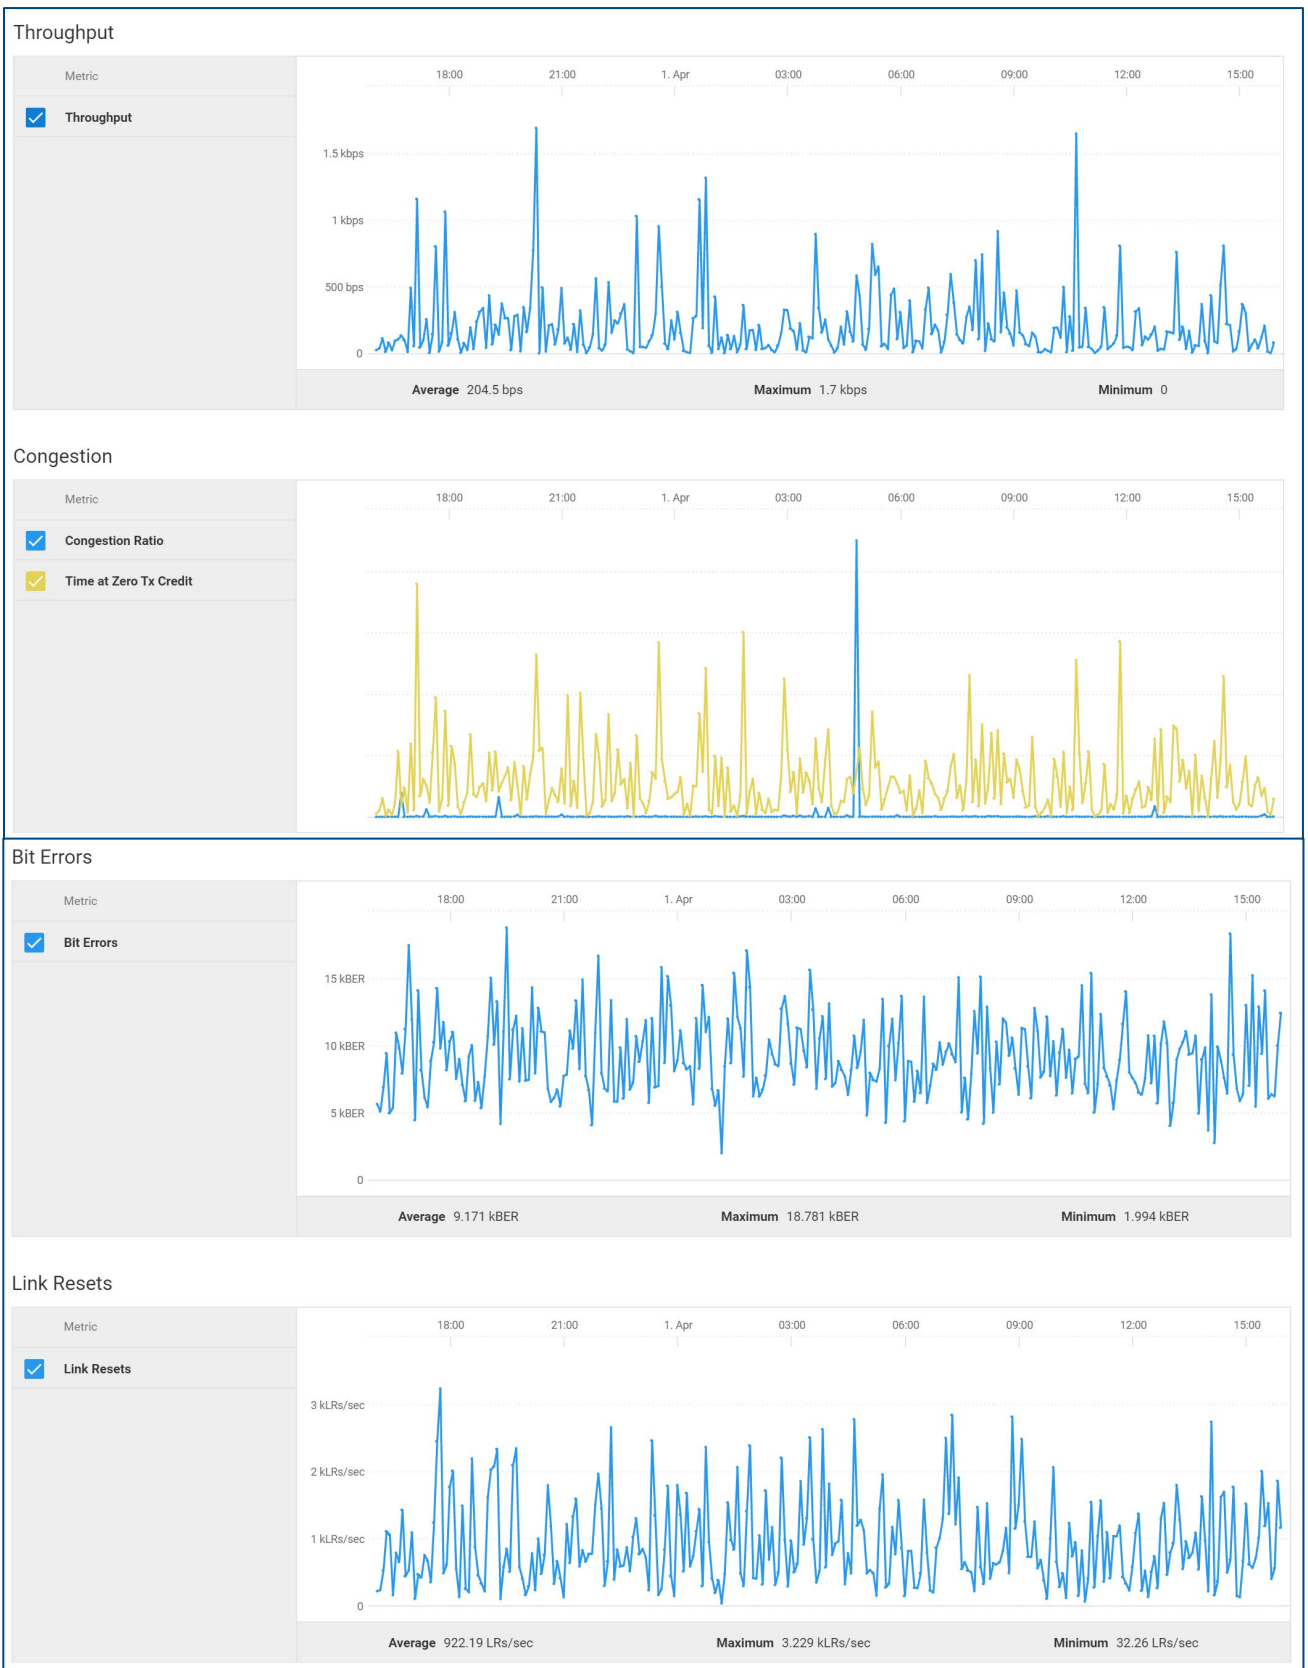 Throughput
Metric
Throughput
18:00 21:00 1. Apr 03:00 06:00 09:00 12:00 15:00
1.5 kbps
1 kbps
500 bps
0
Average 204.5 bps Maximum 1.7 kbps Minimum 0
Congestion
Metric
Congestion Ratio
Time at Zero Tx Credit
18:00 21:00 1. Apr 03:00 06:00 09:00 12:00 15:00
Bit Errors
Metric
Bit Errors
18:00 21:00 1. Apr 03:00 06:00 09:00 12:00 15:00
15 kBER
10 kBER
5 kBER
0
Average 9.171 kBER Maximum 18.781 kBER Minimum 1.994 kBER
Link Resets
Metric
Link Resets
18:00 21:00 1. Apr 03:00 06:00 09:00 12:00 15:00
3 kLRs/sec
2 kLRs/sec
1 kLRs/sec
0
Average 922.19 LRs/sec Maximum 3.229 kLRs/sec Minimum 32.26 LRs/sec